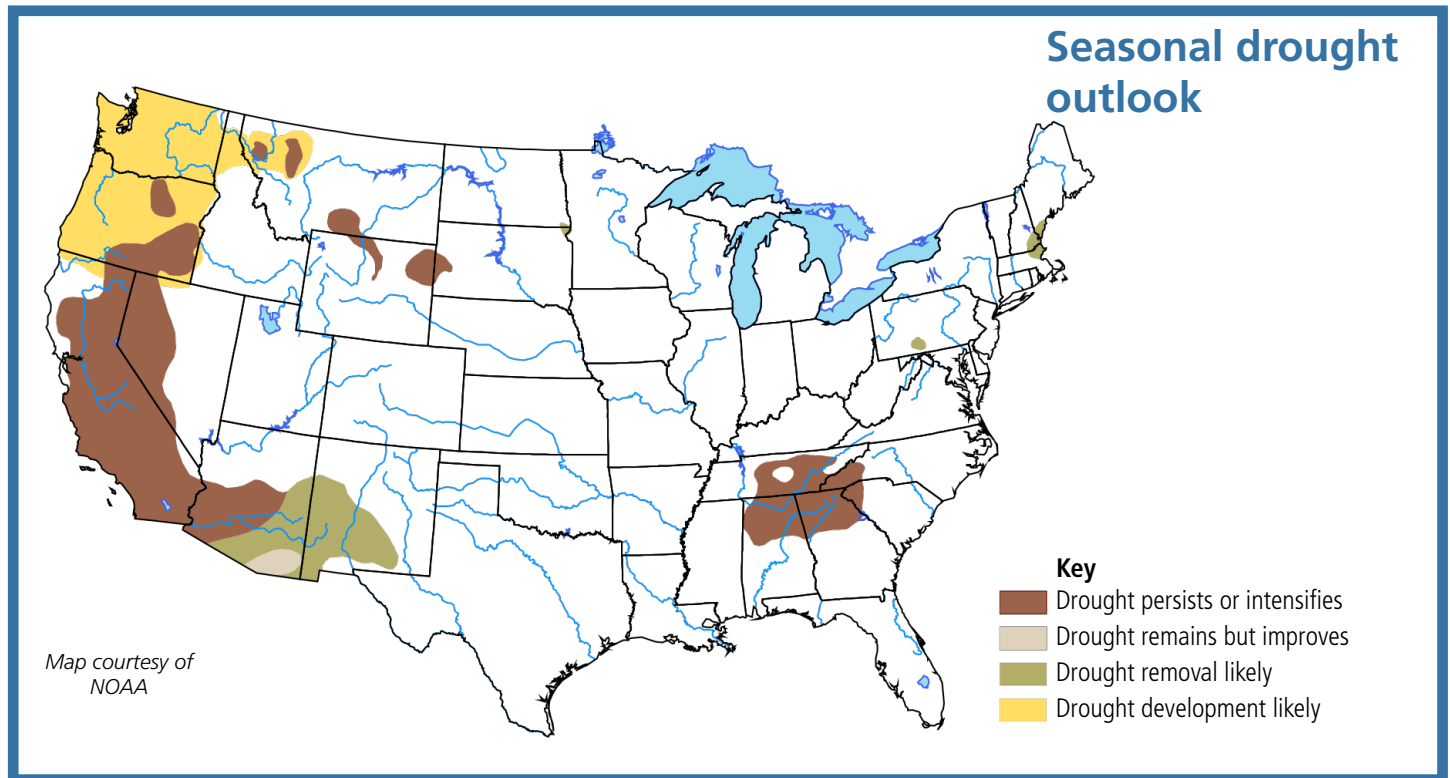 Seasonal drought
outlook
Key
Drought persists or intensifies
Drought remains but improves
Drought removal likely
Drought development likely
Map courtesy of
NOAA